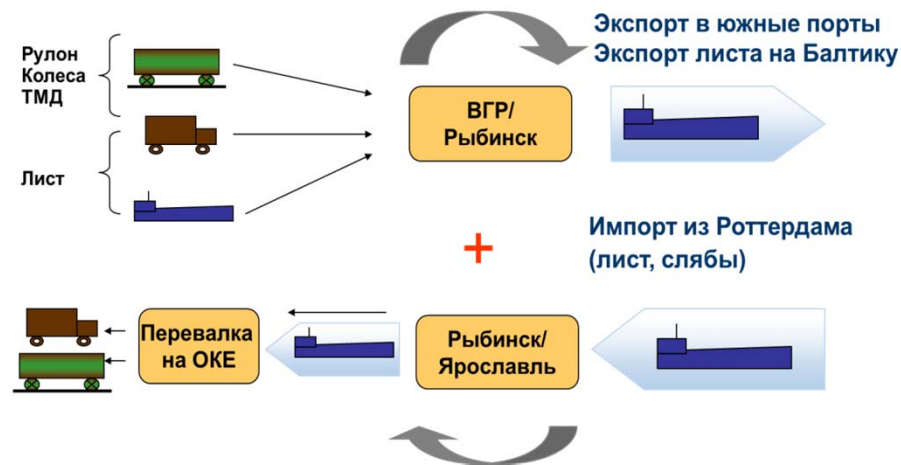 Рулон
Колеса
ТМД
Лист
ВГР/
Рыбинск
Экспорт в южные порты
Экспорт листа на Балтику
+
Импорт из Роттердама
(лист, слябы)
Перевалка
на ОКЕ
Рыбинск/
Ярославль